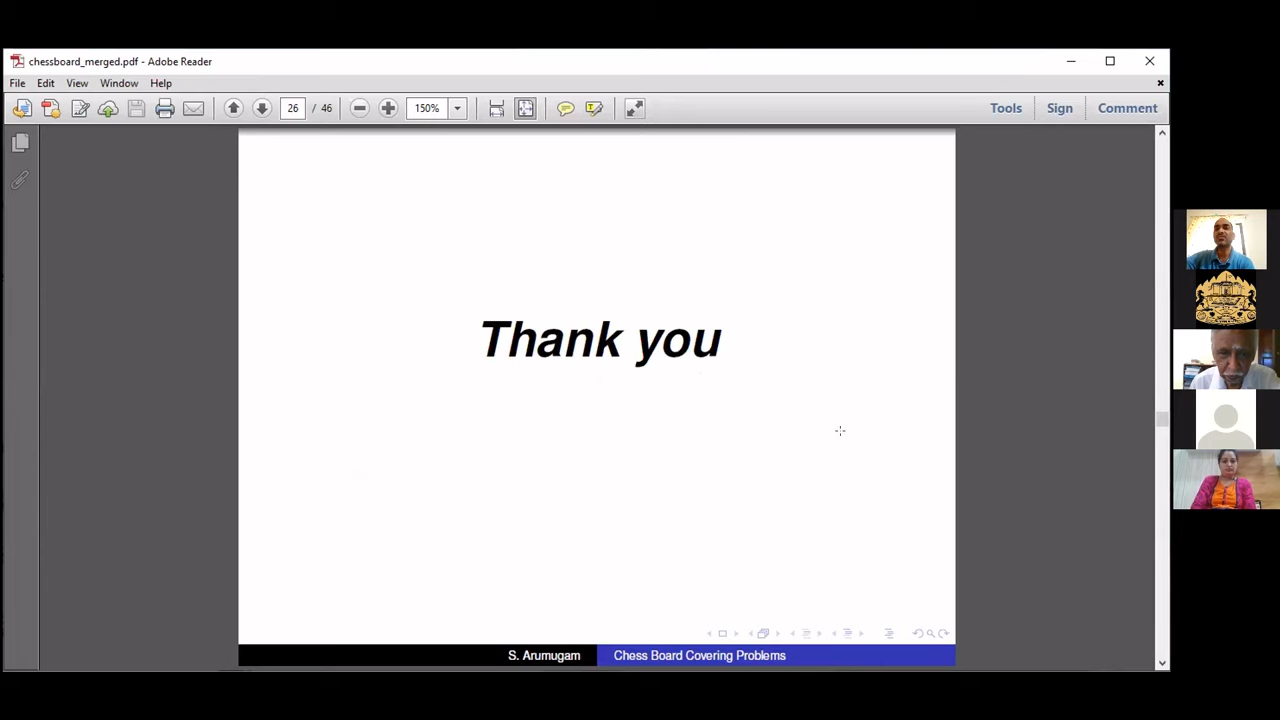 chessboard_merged.pdf - Adobe Reader
File Edit View Window Help
26 / 46 150% Tools Sign Comment
Thank you
S. Arumugam Chess Board Covering Problems